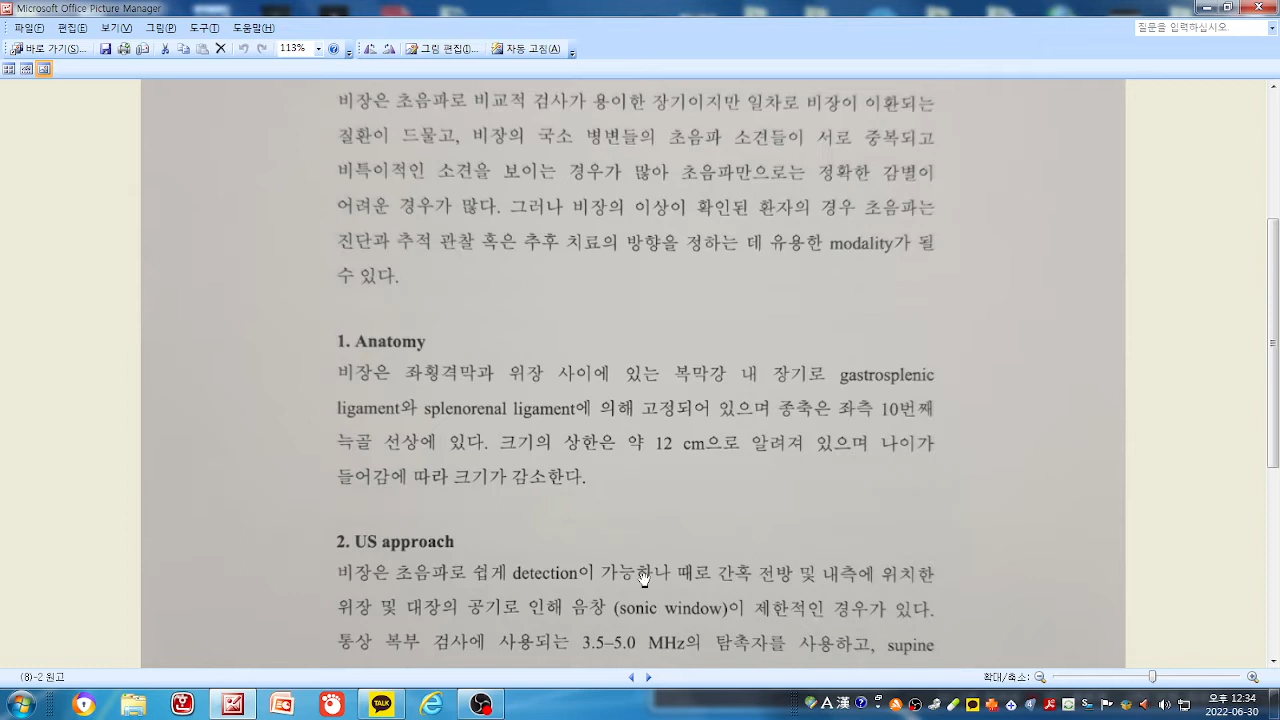 Microsoft Office Picture Manager
파일(F) 편집(E) 보기(V) 그림(P) 도구(T) 도움말(H)
질문을 입력하십시오.
바로 가기(S)... 113% 그림 편집(D)... 자동 고침(A)
비장은 초음파로 비교적 검사가 용이한 장기이지만 일차로 비장이 이환되는
질환이 드물고, 비장의 국소 병변들의 초음파 소견들이 서로 중복되고
비특이적인 소견을 보이는 경우가 많아 초음파만으로는 정확한 감별이
어려운 경우가 많다. 그러나 비장의 이상이 확인된 환자의 경우 초음파는
진단과 추적 관찰 혹은 추후 치료의 방향을 정하는 데 유용한 modality가 될
수 있다.
1. Anatomy
비장은 좌횡격막과 위장 사이에 있는 복막강 내 장기로 gastrosplenic
ligament와 splenorenal ligament에 의해 고정되어 있으며 종축은 좌측 10번째
늑골 선상에 있다. 크기의 상한은 약 12 cm으로 알려져 있으며 나이가
들어감에 따라 크기가 감소한다.
2. US approach
비장은 초음파로 쉽게 detection이 가능하나 때로 간혹 전방 및 내측에 위치한
위장 및 대장의 공기로 인해 음창 (sonic window)이 제한적인 경우가 있다.
통상 복부 검사에 사용되는 3.5–5.0 MHz의 탐촉자를 사용하고, supine
(8)-2 원고
확대/축소:
TALK
A 漢
오후 12:34
2022-06-30